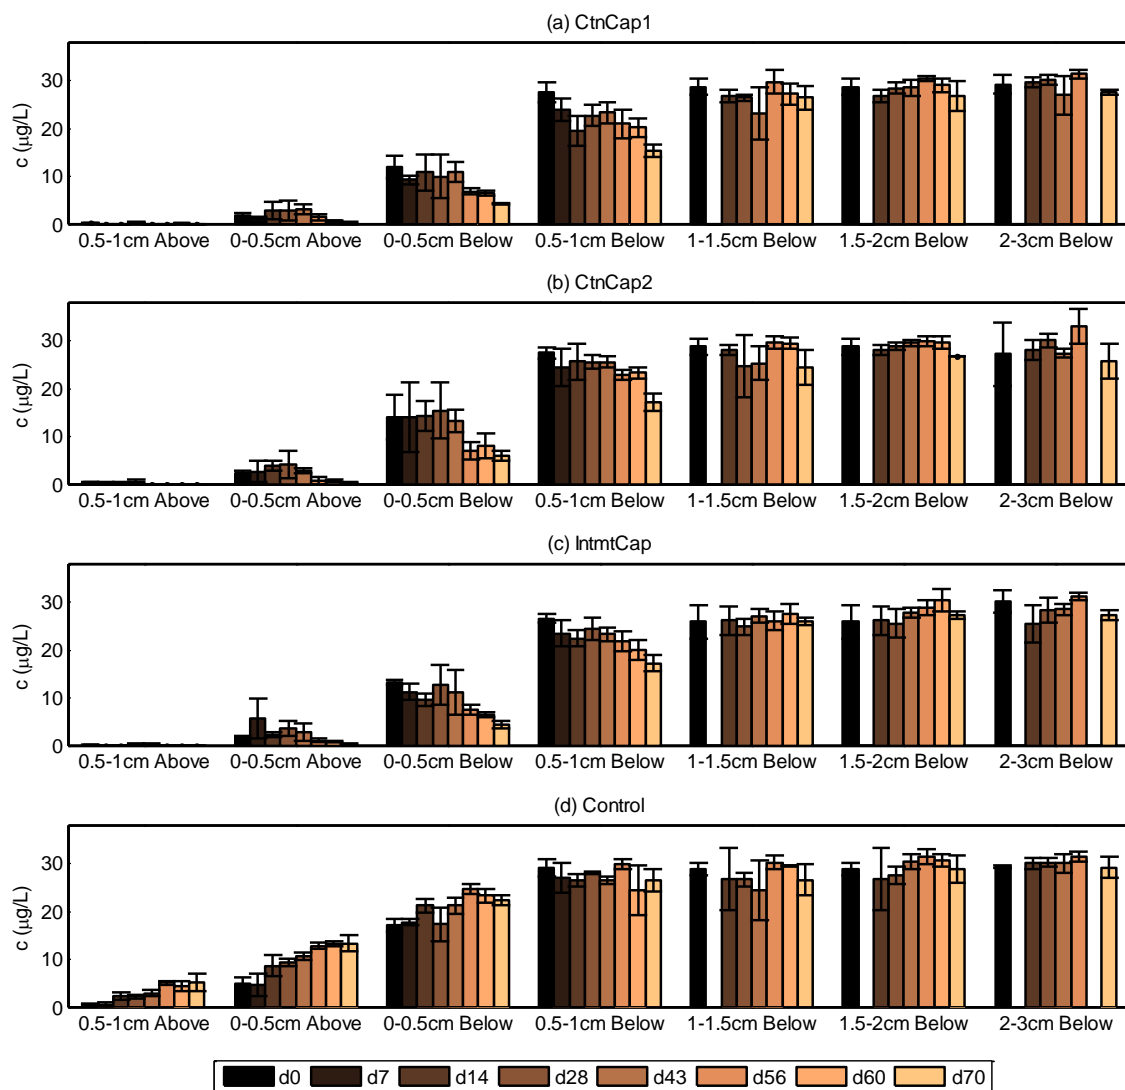 (a) CtnCap1
30
20
10
0
c (μg/L)
0.5-1cm Above 0-0.5cm Above 0-0.5cm Below 0.5-1cm Below 1-1.5cm Below 1.5-2cm Below 2-3cm Below
(b) CtnCap2
30
20
10
0
c (μg/L)
0.5-1cm Above 0-0.5cm Above 0-0.5cm Below 0.5-1cm Below 1-1.5cm Below 1.5-2cm Below 2-3cm Below
(c) IntmtCap
30
20
10
0
c (μg/L)
0.5-1cm Above 0-0.5cm Above 0-0.5cm Below 0.5-1cm Below 1-1.5cm Below 1.5-2cm Below 2-3cm Below
(d) Control
30
20
10
0
c (μg/L)
0.5-1cm Above 0-0.5cm Above 0-0.5cm Below 0.5-1cm Below 1-1.5cm Below 1.5-2cm Below 2-3cm Below
d0 d7 d14 d28 d43 d56 d60 d70